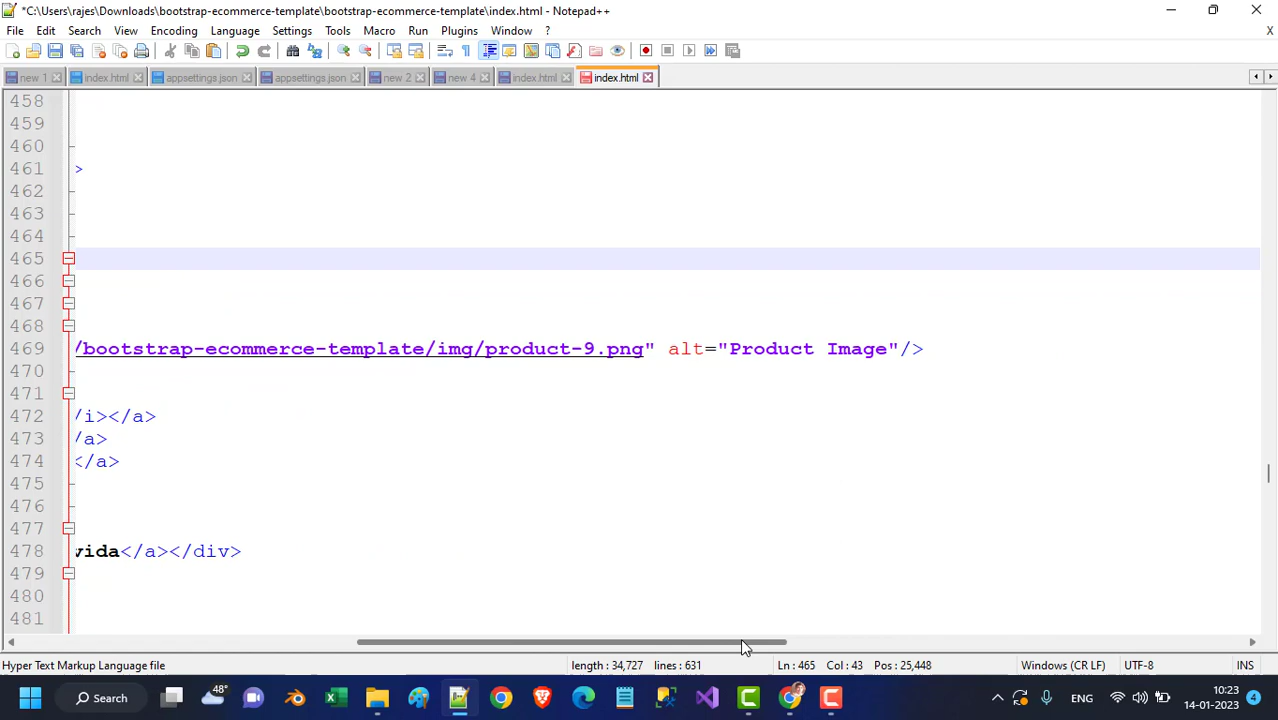 *C:\Users\rajes\Downloads\bootstrap-ecommerce-template\bootstrap-ecommerce-template\index.html - Notepad++
File Edit Search View Encoding Language Settings Tools Macro Run Plugins Window ? X
new 1 index.html appsettings.json appsettings.json new 2 new 4 index.html index.html
458
459
460
461 >
462
463
464
465
466
467
468
469 /bootstrap-ecommerce-template/img/product-9.png" alt="Product Image"/>
470
471
472 /i></a>
473 /a>
474 </a>
475
476
477
478 vida</a></div>
479
480
481
Hyper Text Markup Language file length : 34,727 lines : 631 Ln : 465 Col : 43 Pos : 25,448 Windows (CR LF) UTF-8 INS
48° Search ENG 10:23
14-01-2023 4